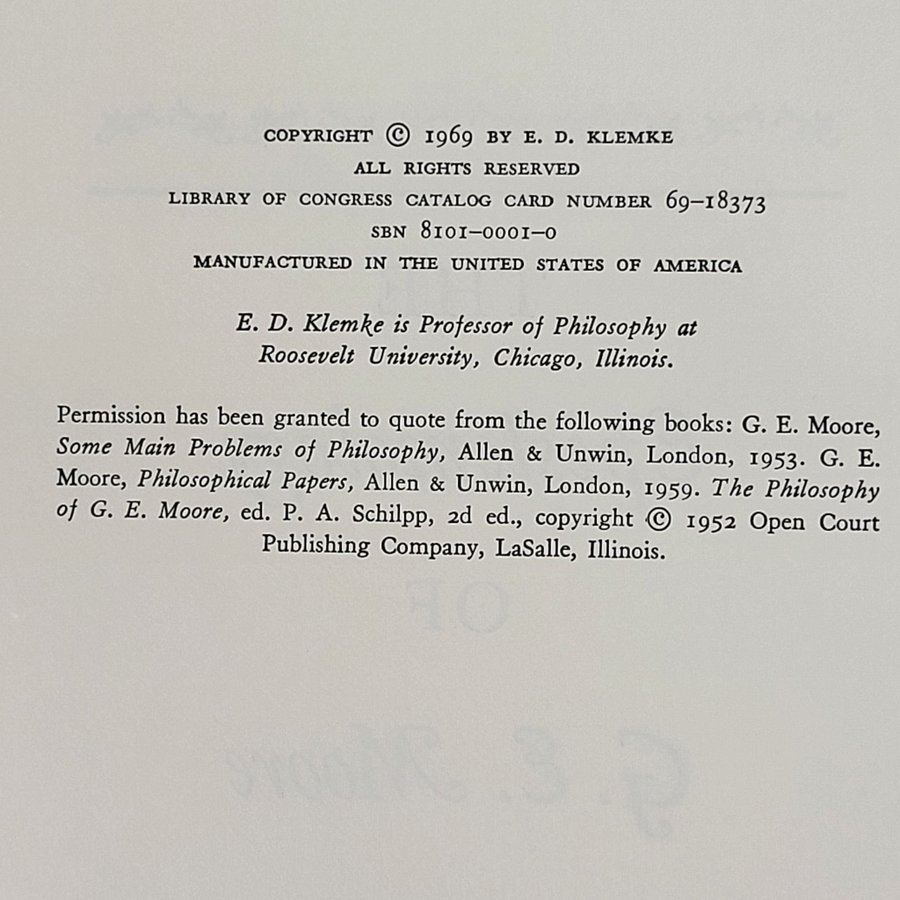 COPYRIGHT © 1969 BY E. D. KLEMKE
ALL RIGHTS RESERVED
LIBRARY OF CONGRESS CATALOG CARD NUMBER 69–18373
SBN 8101–0001–0
MANUFACTURED IN THE UNITED STATES OF AMERICA
E. D. Klemke is Professor of Philosophy at
Roosevelt University, Chicago, Illinois.
Permission has been granted to quote from the following books: G. E. Moore,
Some Main Problems of Philosophy, Allen & Unwin, London, 1953. G. E.
Moore, Philosophical Papers, Allen & Unwin, London, 1959. The Philosophy
of G. E. Moore, ed. P. A. Schilpp, 2d ed., copyright © 1952 Open Court
Publishing Company, LaSalle, Illinois.
OF
G. E. Moore